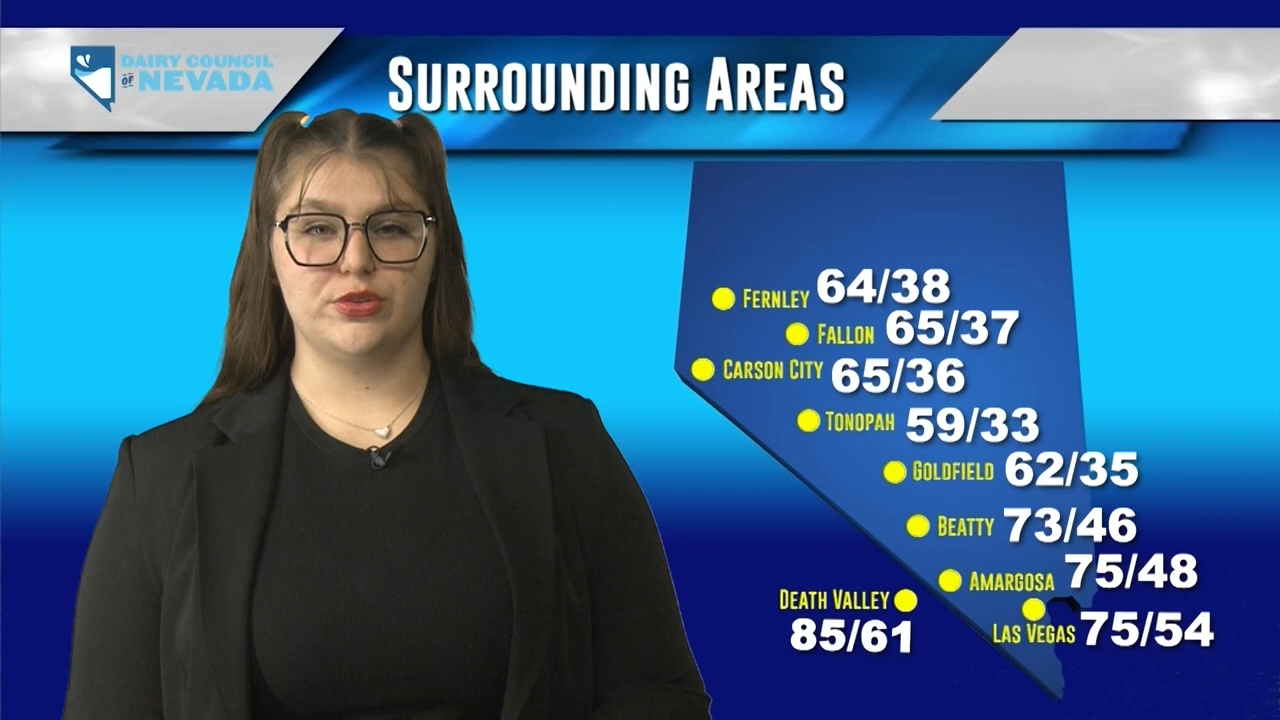 DAIRY COUNCIL
OF NEVADA
SURROUNDING AREAS
FERNLEY 64/38
FALLON 65/37
CARSON CITY 65/36
TONOPAH 59/33
GOLDFIELD 62/35
BEATTY 73/46
AMARGOSA 75/48
DEATH VALLEY
85/61
LAS VEGAS 75/54